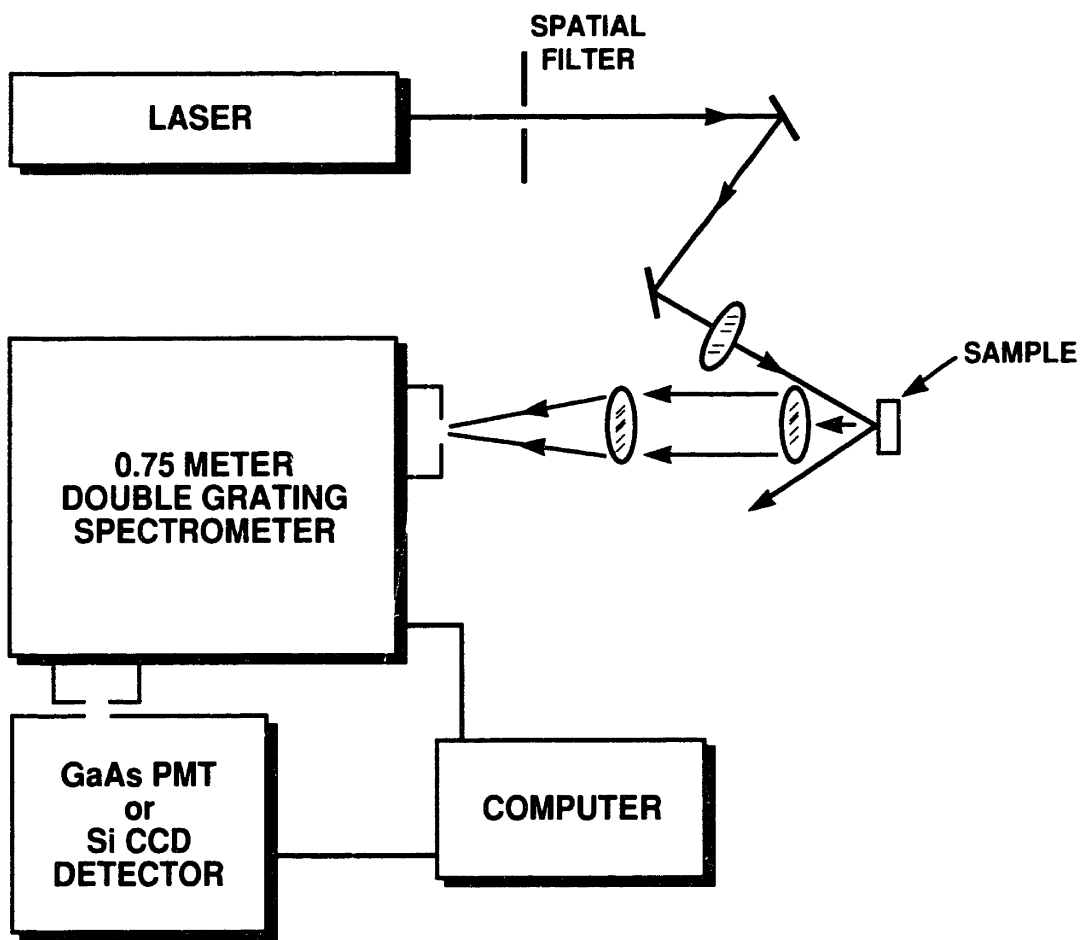 SPATIAL
FILTER
LASER
SAMPLE
0.75 METER
DOUBLE GRATING
SPECTROMETER
GaAs PMT
or
Si CCD
DETECTOR
COMPUTER